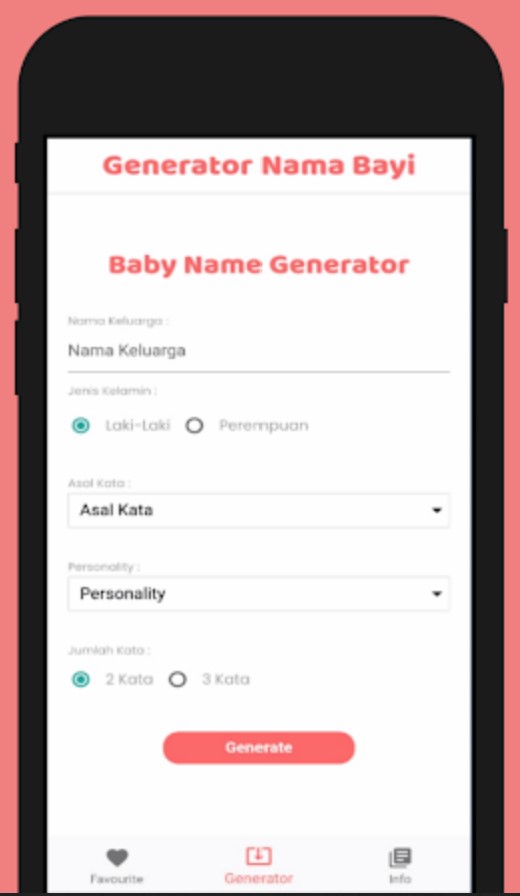 Generator Nama Bayi
Baby Name Generator
Nama Keluarga :
Nama Keluarga
Jenis Kelamin :
Laki-Laki Perempuan
Asal Kata :
Asal Kata
Personality :
Personality
Jumlah Kata :
2 Kata 3 Kata
Generate
Favourite Generator Info